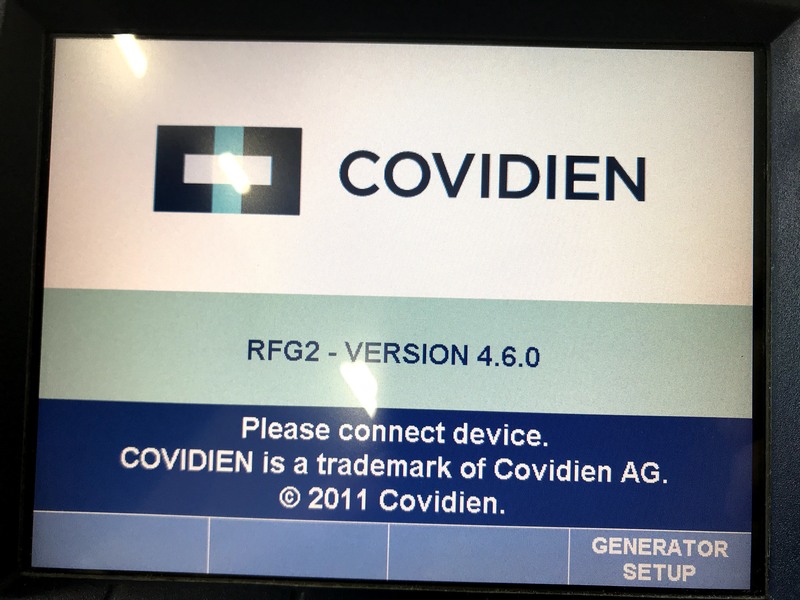 COVIDIEN
RFG2 - VERSION 4.6.0
Please connect device.
COVIDIEN is a trademark of Covidien AG.
© 2011 Covidien.
GENERATOR
SETUP